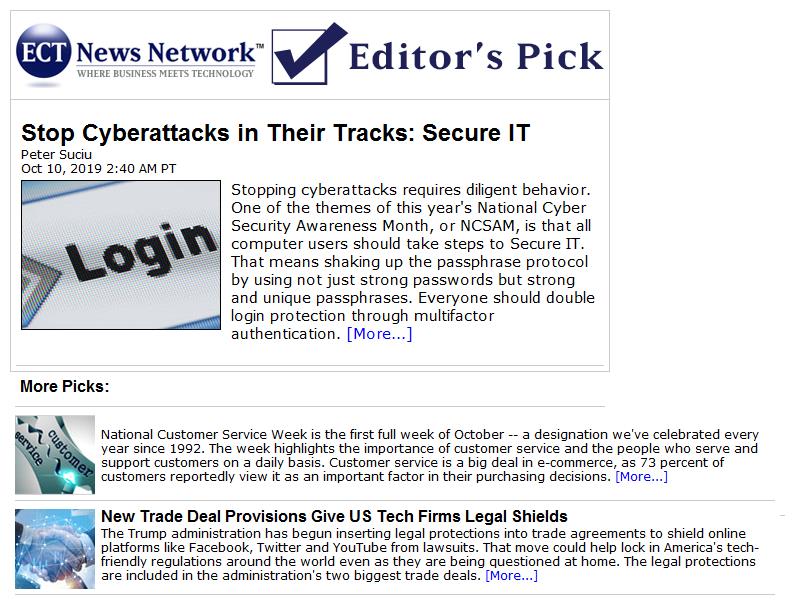 ECT News Network™
WHERE BUSINESS MEETS TECHNOLOGY
Editor's Pick
Stop Cyberattacks in Their Tracks: Secure IT
Peter Suciu
Oct 10, 2019 2:40 AM PT
Login
Stopping cyberattacks requires diligent behavior.
One of the themes of this year's National Cyber
Security Awareness Month, or NCSAM, is that all
computer users should take steps to Secure IT.
That means shaking up the passphrase protocol
by using not just strong passwords but strong
and unique passphrases. Everyone should double
login protection through multifactor
authentication. [More...]
More Picks:
customer
service
National Customer Service Week is the first full week of October -- a designation we've celebrated every
year since 1992. The week highlights the importance of customer service and the people who serve and
support customers on a daily basis. Customer service is a big deal in e-commerce, as 73 percent of
customers reportedly view it as an important factor in their purchasing decisions. [More...]
New Trade Deal Provisions Give US Tech Firms Legal Shields
The Trump administration has begun inserting legal protections into trade agreements to shield online
platforms like Facebook, Twitter and YouTube from lawsuits. That move could help lock in America's tech-
friendly regulations around the world even as they are being questioned at home. The legal protections
are included in the administration's two biggest trade deals. [More...]